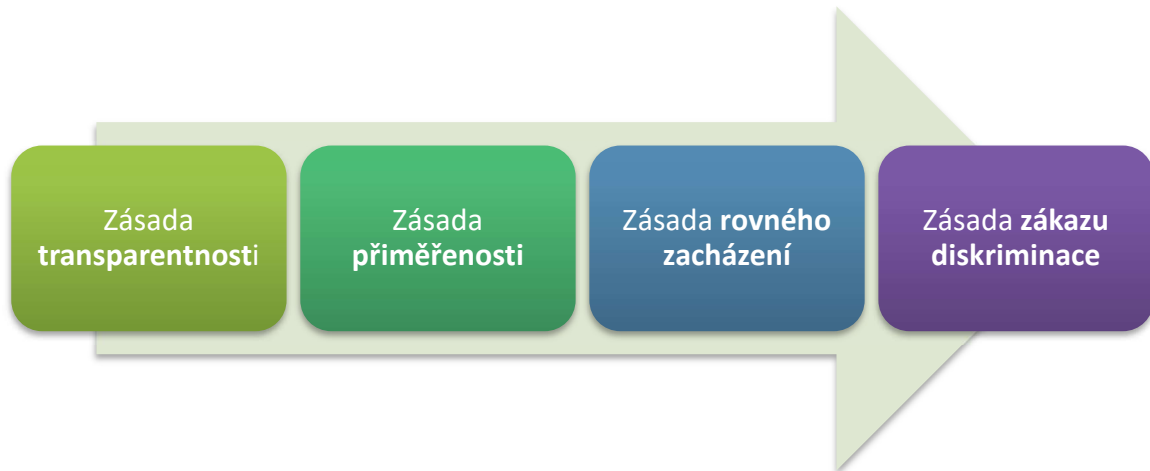 Zásada
transparentnosti
Zásada
přiměřenosti
Zásada rovného
zacházení
Zásada zákazu
diskriminace